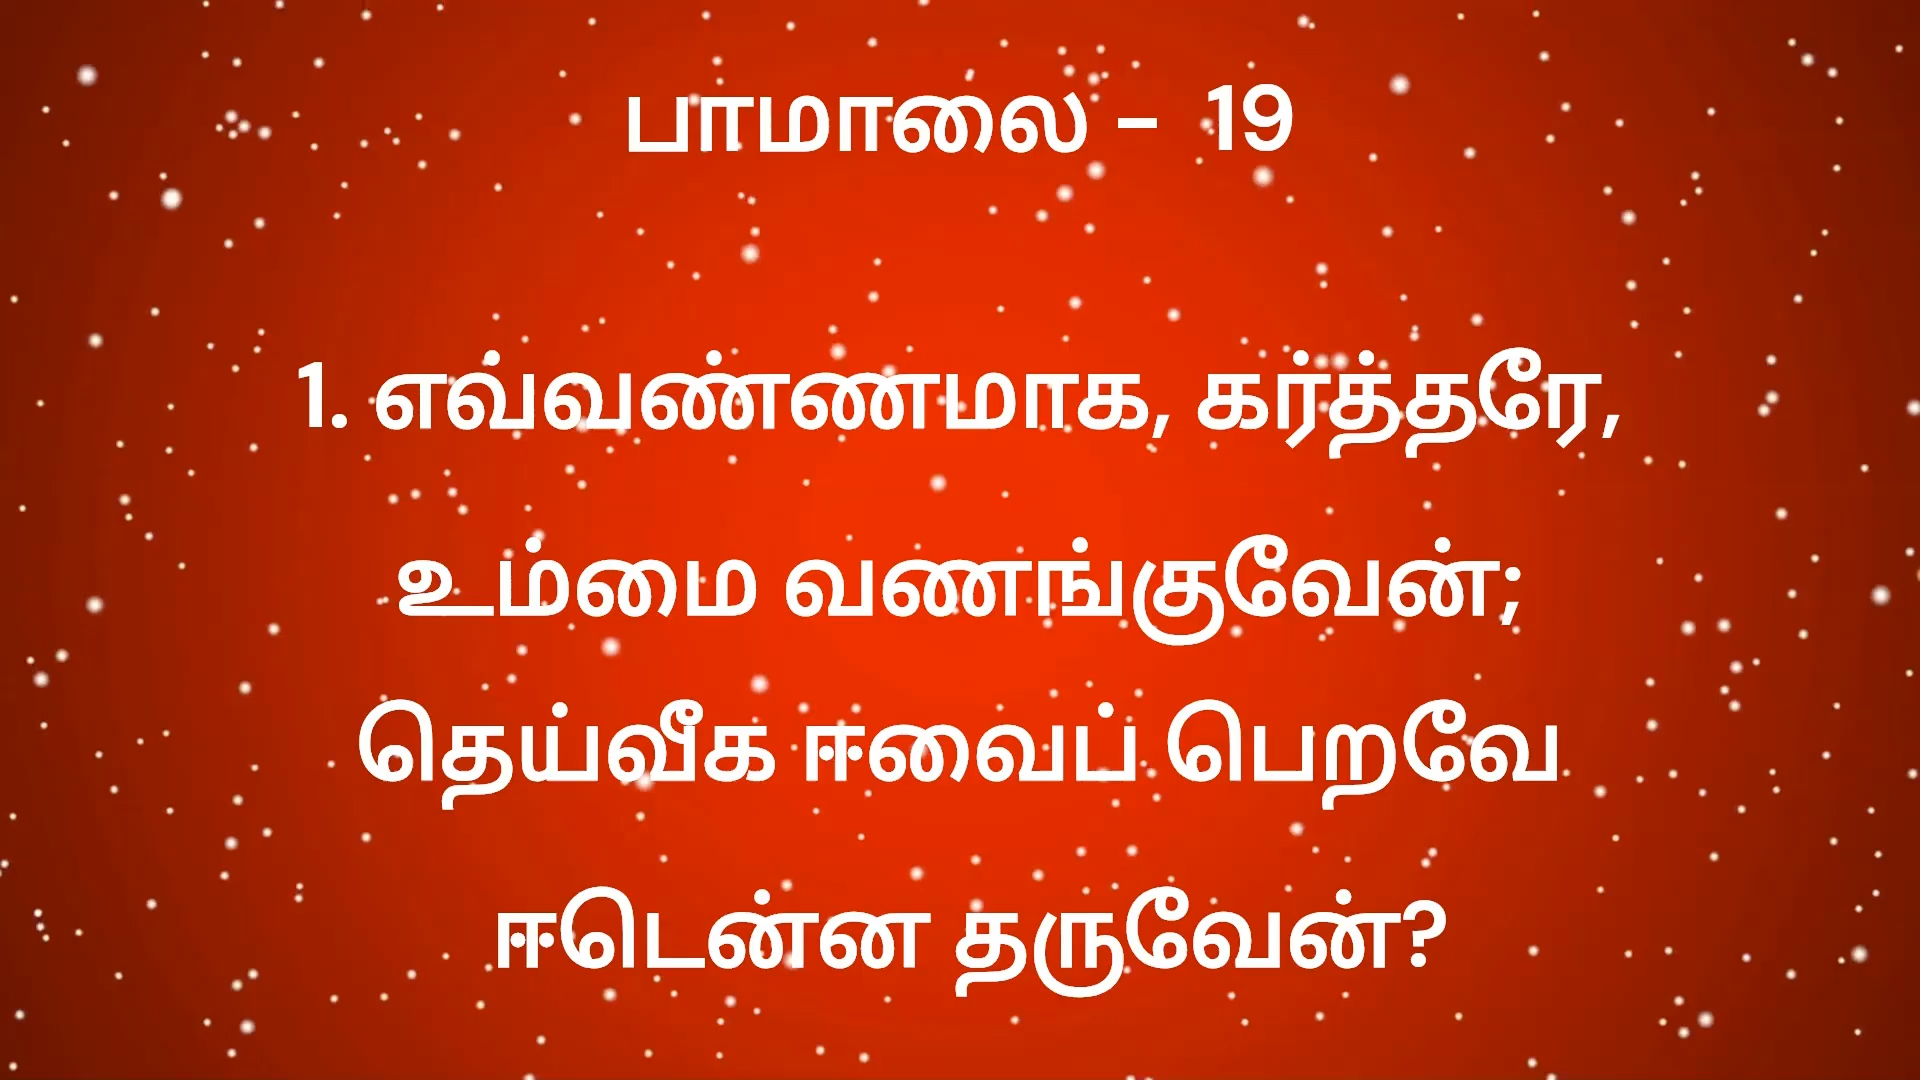 பாமாலை – 19
1. எவ்வண்ணமாக, கர்த்தரே,
உம்மை வணங்குவேன்;
தெய்வீக ஈவைப் பெறவே
ஈடென்ன தருவேன்?